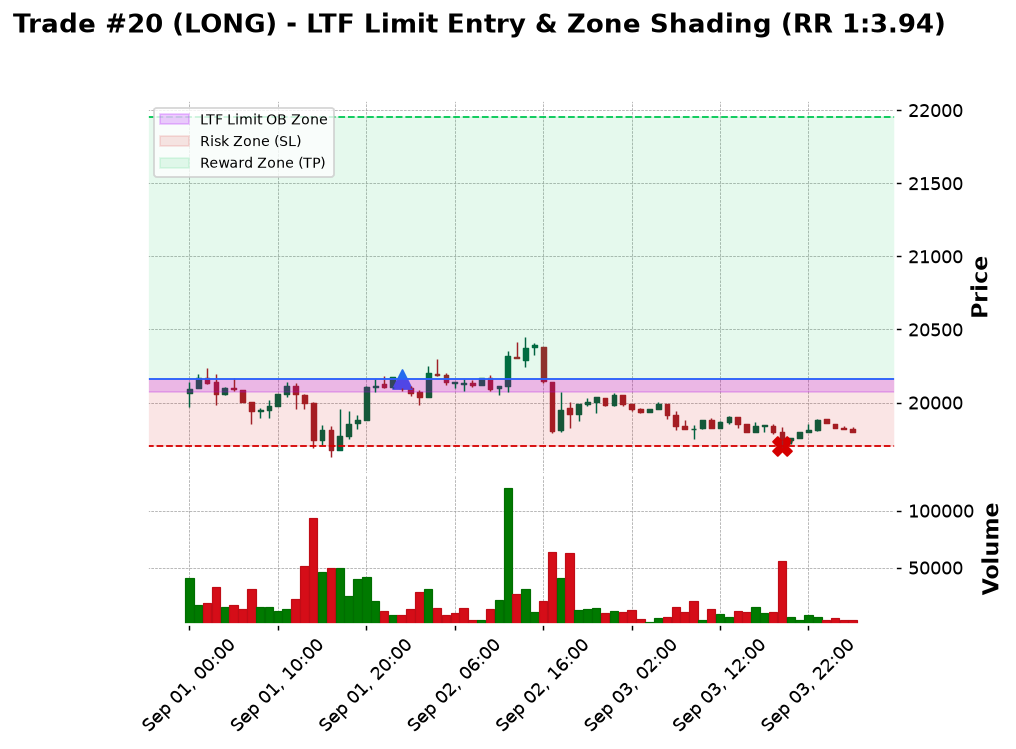 Trade #20 (LONG) - LTF Limit Entry & Zone Shading (RR 1:3.94)
LTF Limit OB Zone
Risk Zone (SL)
Reward Zone (TP)
22000
21500
21000
20500
20000
Price
100000
50000
Volume
Sep 01, 00:00
Sep 01, 10:00
Sep 01, 20:00
Sep 02, 06:00
Sep 02, 16:00
Sep 03, 02:00
Sep 03, 12:00
Sep 03, 22:00